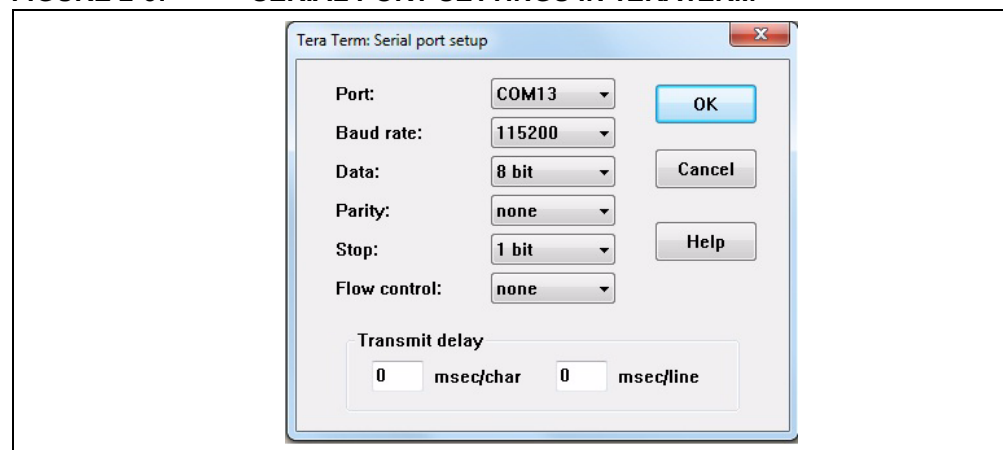 Tera Term: Serial port setup
Port: COM13 OK
Baud rate: 115200
Data: 8 bit Cancel
Parity: none
Stop: 1 bit Help
Flow control: none
Transmit delay
0 msec/char 0 msec/line